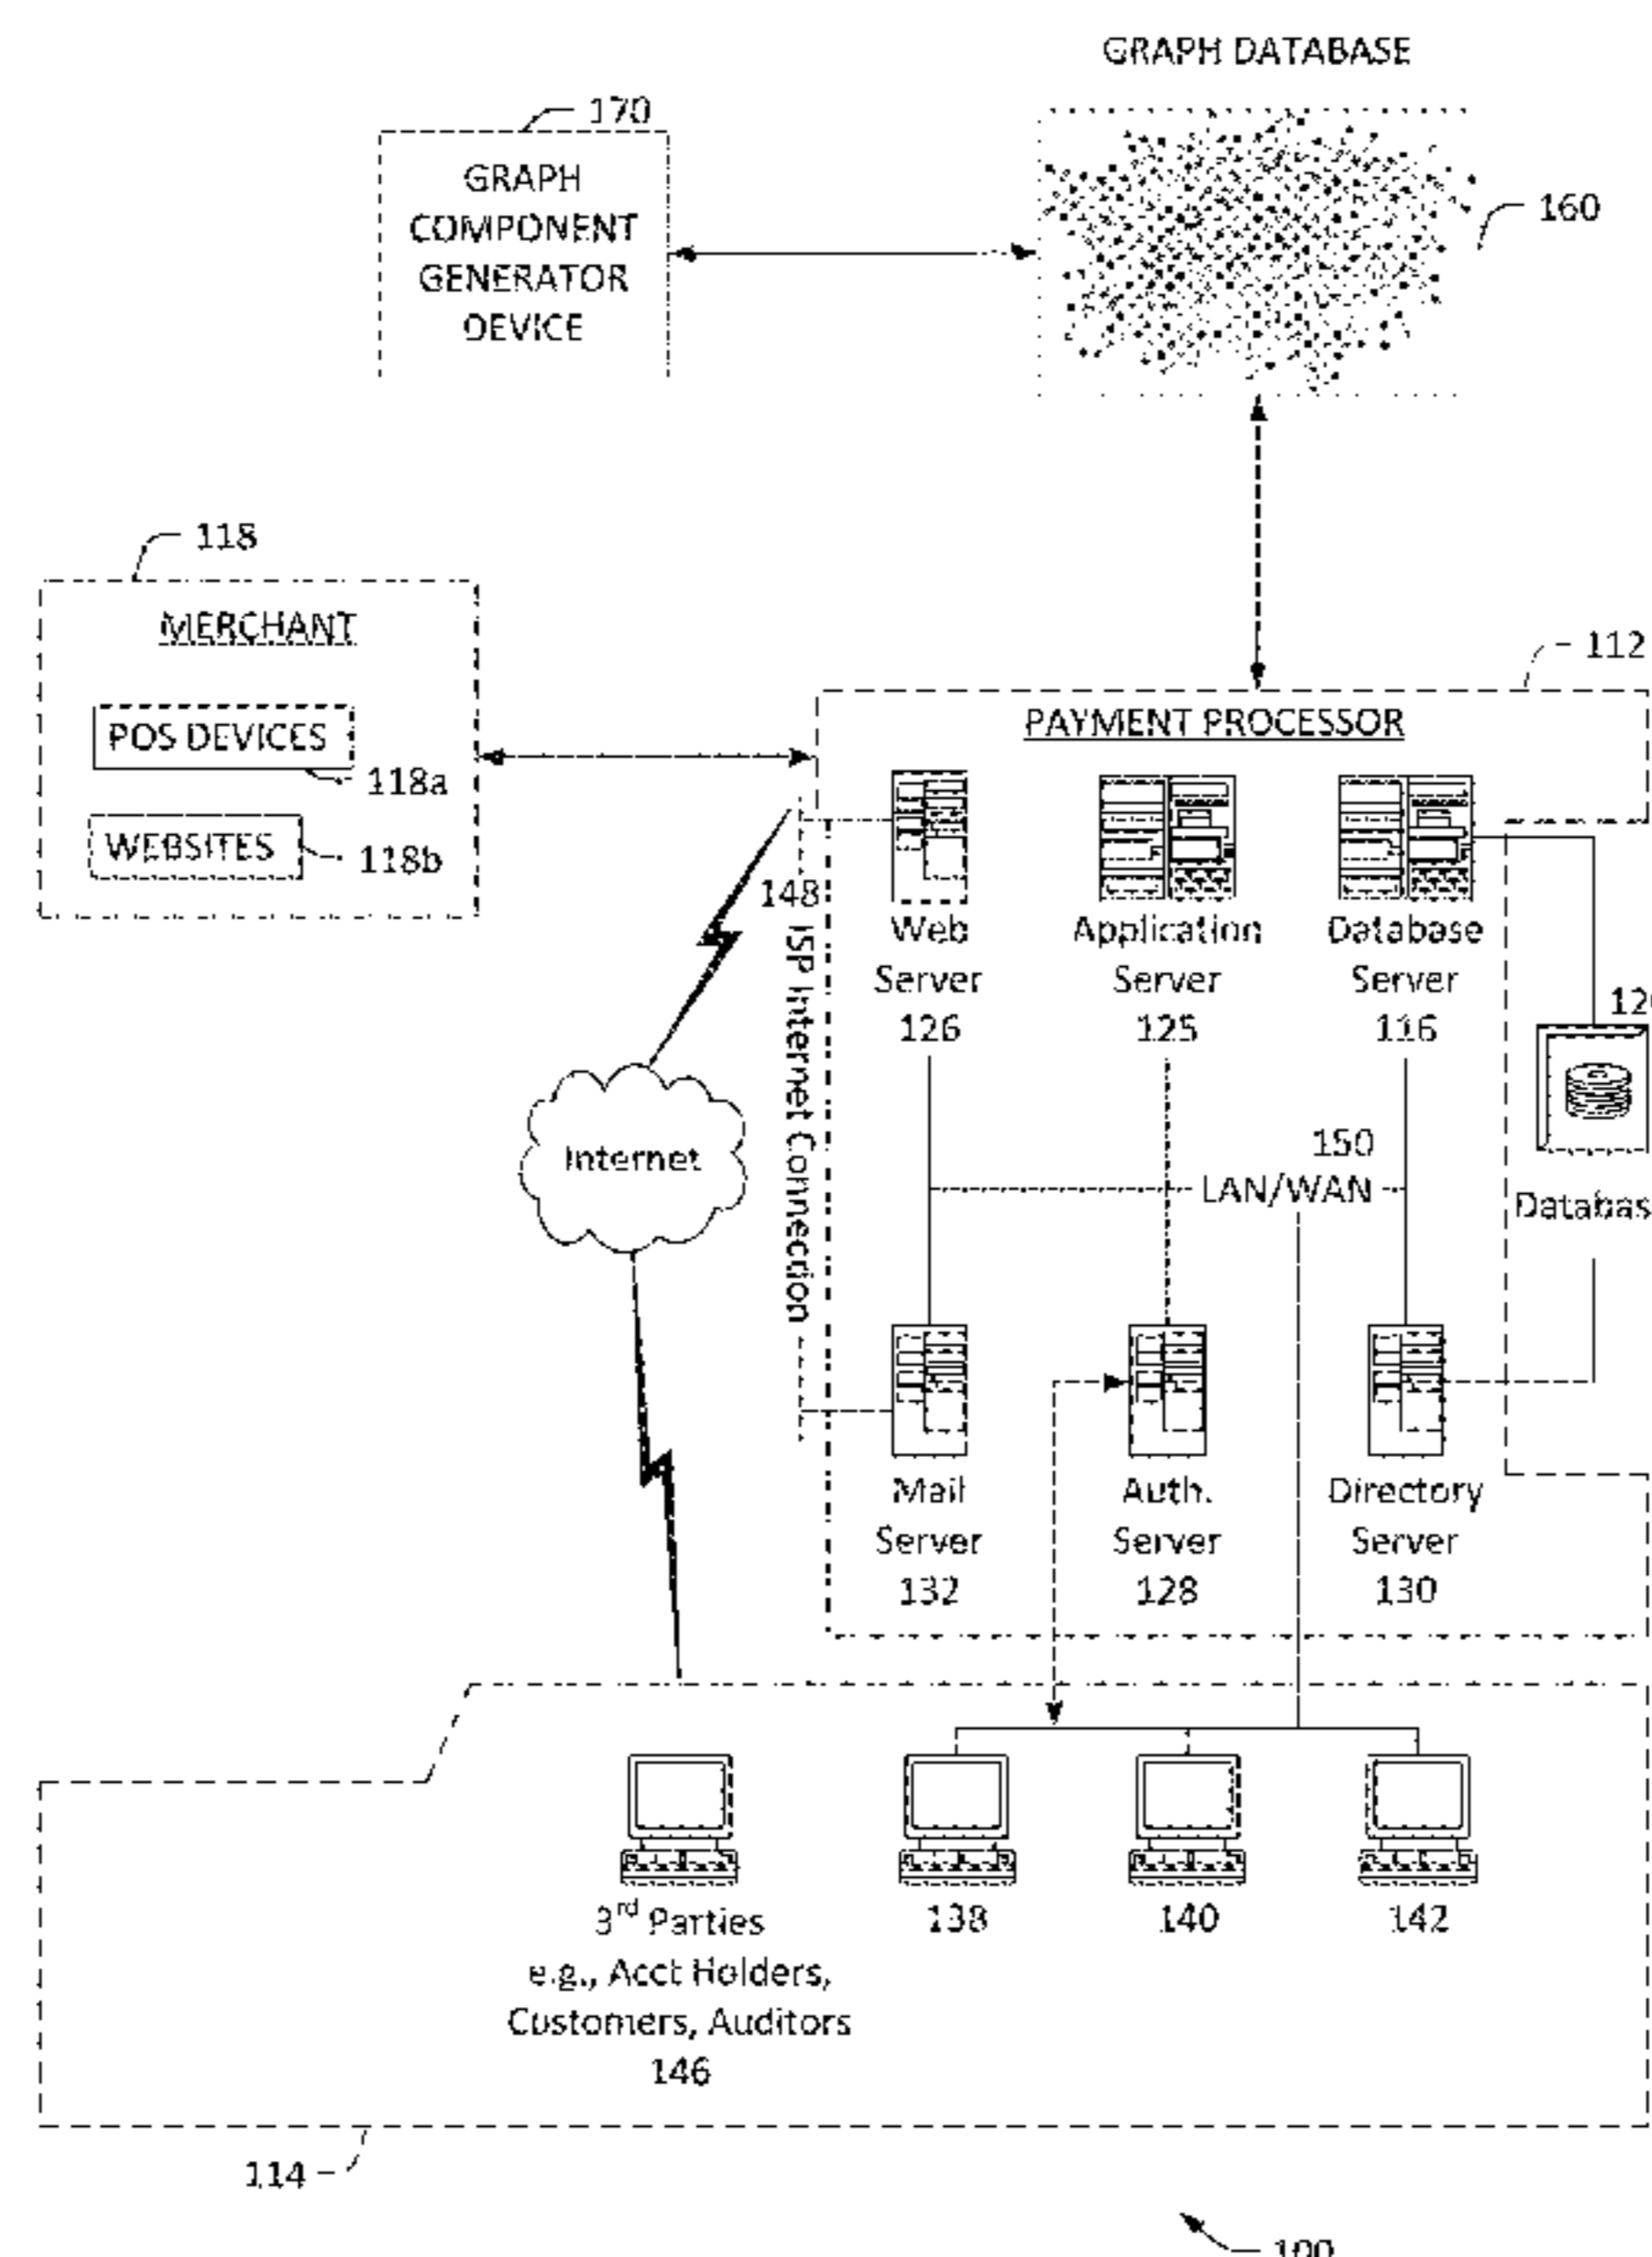 GRAPH DATABASE
170
GRAPH
COMPONENT
GENERATOR
DEVICE
160
118
MERCHANT
POS DEVICES
118a
WEBSITES
118b
112
PAYMENT PROCESSOR
148
ISP Internet Connection
Web
Server
126
Application
Server
125
Database
Server
116
Internet
150
LAN/WAN
Databas
Mail
Server
132
Auth.
Server
128
Directory
Server
130
3rd Parties
e.g., Acct Holders,
Customers, Auditors
146
138
140
142
114
100